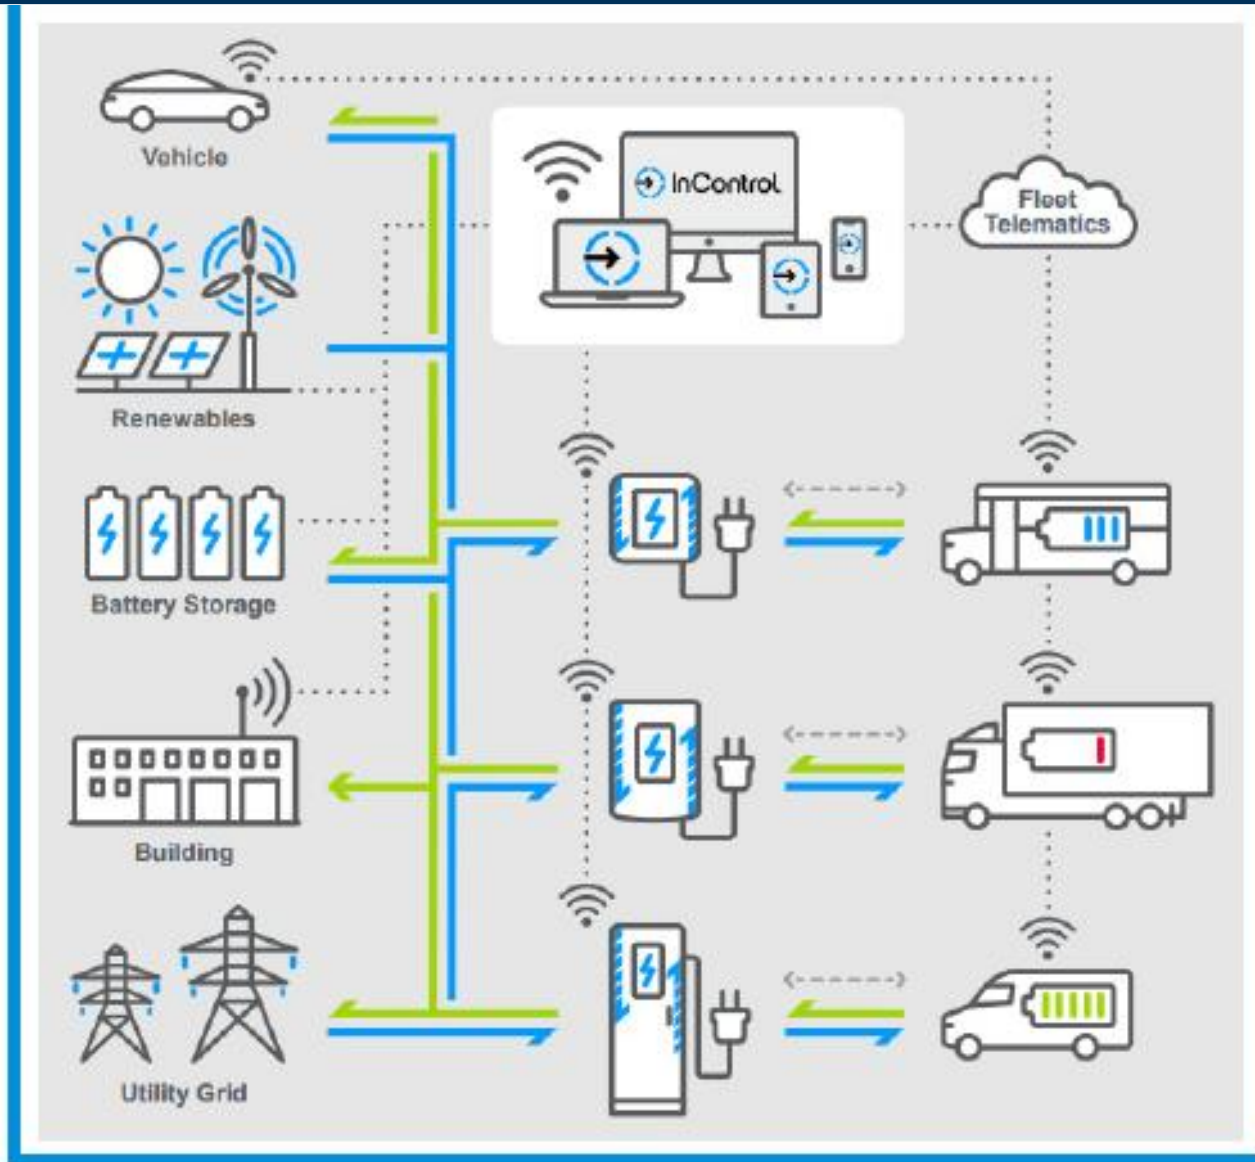 Vehicle
InControl
Fleet
Telematics
Renewables
Battery Storage
Building
Utility Grid